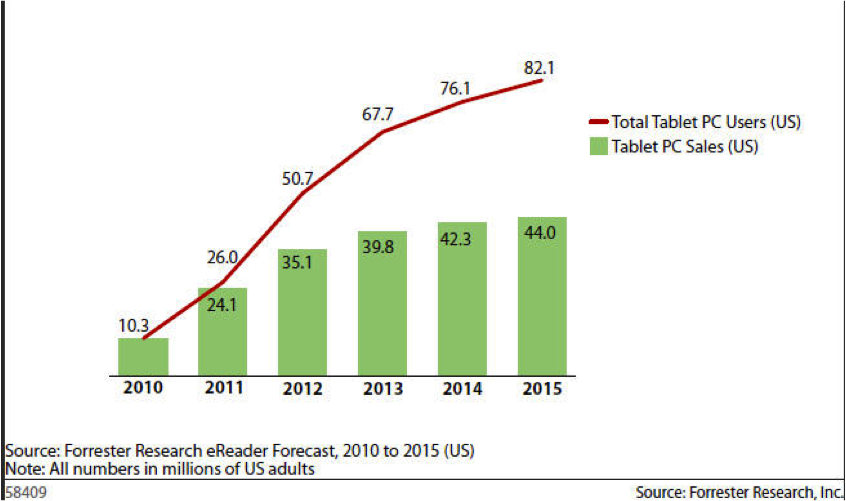 82.1
76.1
67.7
Total Tablet PC Users (US)
Tablet PC Sales (US)
50.7
26.0
44.0
42.3
39.8
35.1
24.1
10.3
2010 2011 2012 2013 2014 2015
Source: Forrester Research eReader Forecast, 2010 to 2015 (US)
Note: All numbers in millions of US adults
58409 Source: Forrester Research, Inc.